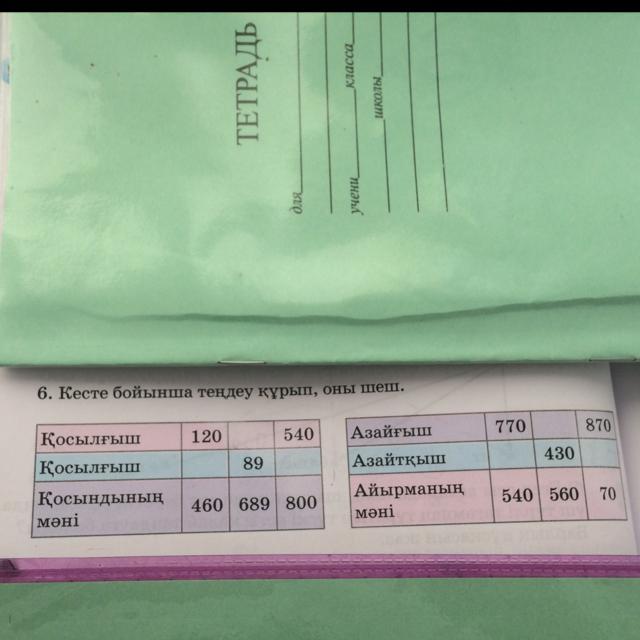 ТЕТРАДЬ
для
учени класса
школы
6. Кесте бойынша теңдеу құрып, оны шеш.
Қосылғыш 120 540
Қосылғыш 89
Қосындының мәні 460 689 800
Азайғыш 770 870
Азайтқыш 430
Айырманың мәні 540 560 70